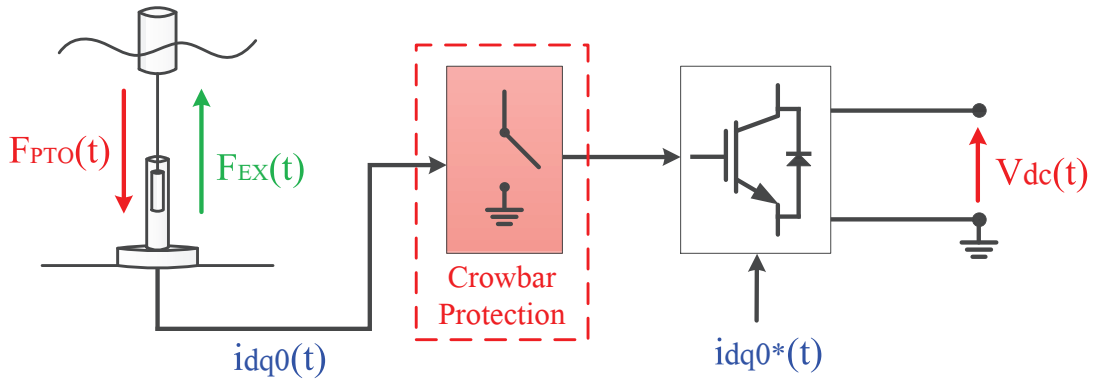 FPTO(t)
FEX(t)
Crowbar
Protection
Vdc(t)
idq0(t)
idq0*(t)